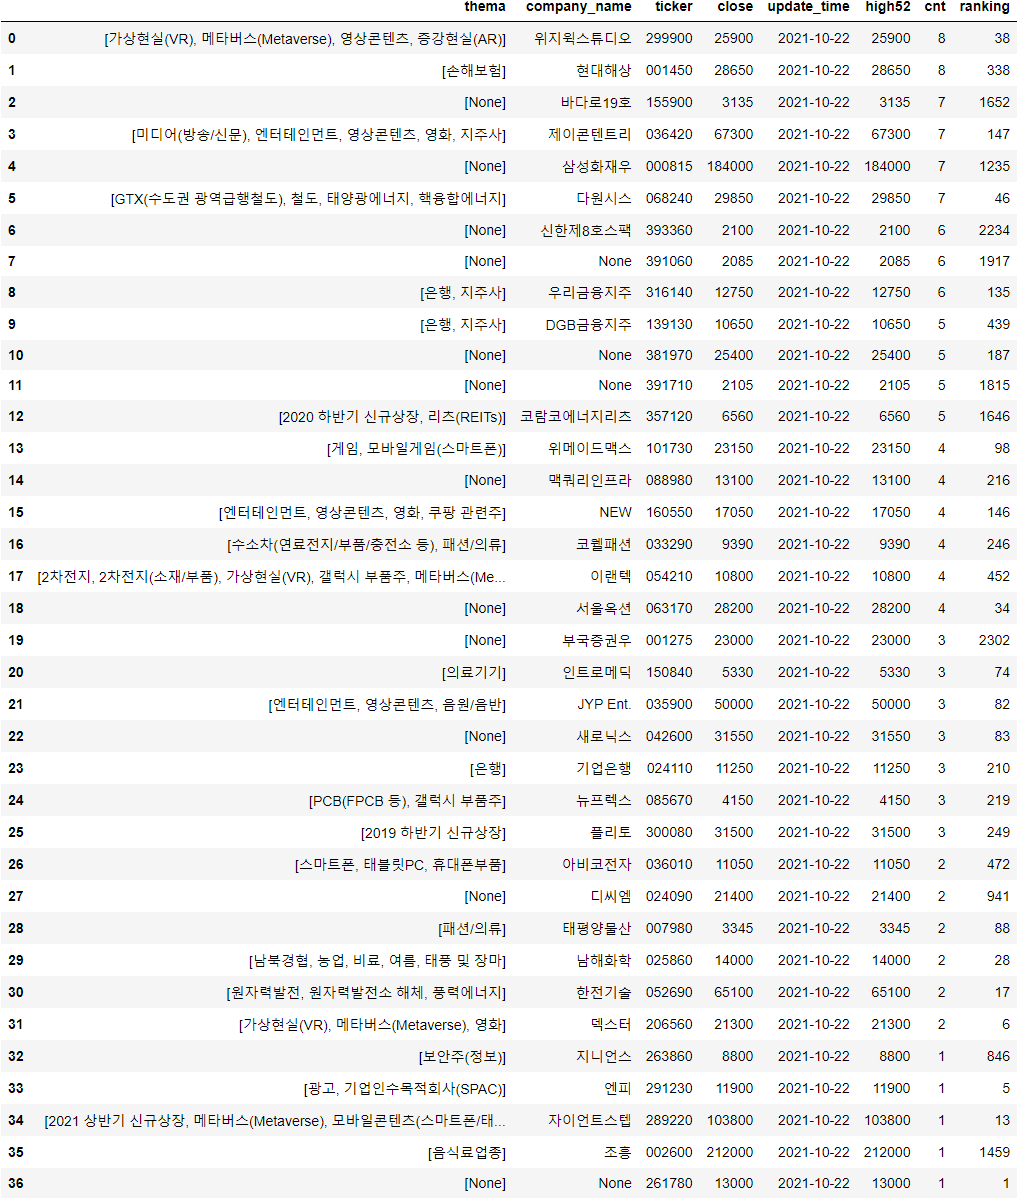 thema company_name ticker close update_time high52 cnt ranking
0 [가상현실(VR), 메타버스(Metaverse), 영상콘텐츠, 증강현실(AR)] 위지윅스튜디오 299900 25900 2021-10-22 25900 8 38
1 [손해보험] 현대해상 001450 28650 2021-10-22 28650 8 338
2 [None] 바다로19호 155900 3135 2021-10-22 3135 7 1652
3 [미디어(방송/신문), 엔터테인먼트, 영상콘텐츠, 영화, 지주사] 제이콘텐트리 036420 67300 2021-10-22 67300 7 147
4 [None] 삼성화재우 000815 184000 2021-10-22 184000 7 1235
5 [GTX(수도권 광역급행철도), 철도, 태양광에너지, 핵융합에너지] 다원시스 068240 29850 2021-10-22 29850 7 46
6 [None] 신한제8호스팩 393360 2100 2021-10-22 2100 6 2234
7 [None] None 391060 2085 2021-10-22 2085 6 1917
8 [은행, 지주사] 우리금융지주 316140 12750 2021-10-22 12750 6 135
9 [은행, 지주사] DGB금융지주 139130 10650 2021-10-22 10650 5 439
10 [None] None 381970 25400 2021-10-22 25400 5 187
11 [None] None 391710 2105 2021-10-22 2105 5 1815
12 [2020 하반기 신규상장, 리츠(REITs)] 코람코에너지리츠 357120 6560 2021-10-22 6560 5 1646
13 [게임, 모바일게임(스마트폰)] 위메이드맥스 101730 23150 2021-10-22 23150 4 98
14 [None] 맥쿼리인프라 088980 13100 2021-10-22 13100 4 216
15 [엔터테인먼트, 영상콘텐츠, 영화, 쿠팡 관련주] NEW 160550 17050 2021-10-22 17050 4 146
16 [수소차(연료전지/부품/충전소 등), 패션/의류] 코웰패션 033290 9390 2021-10-22 9390 4 246
17 [2차전지, 2차전지(소재/부품), 가상현실(VR), 갤럭시 부품주, 메타버스(Me... 이랜텍 054210 10800 2021-10-22 10800 4 452
18 [None] 서울옥션 063170 28200 2021-10-22 28200 4 34
19 [None] 부국증권우 001275 23000 2021-10-22 23000 3 2302
20 [의료기기] 인트로메딕 150840 5330 2021-10-22 5330 3 74
21 [엔터테인먼트, 영상콘텐츠, 음원/음반] JYP Ent. 035900 50000 2021-10-22 50000 3 82
22 [None] 새로닉스 042600 31550 2021-10-22 31550 3 83
23 [은행] 기업은행 024110 11250 2021-10-22 11250 3 210
24 [PCB(FPCB 등), 갤럭시 부품주] 뉴프렉스 085670 4150 2021-10-22 4150 3 219
25 [2019 하반기 신규상장] 플리토 300080 31500 2021-10-22 31500 3 249
26 [스마트폰, 태블릿PC, 휴대폰부품] 아비코전자 036010 11050 2021-10-22 11050 2 472
27 [None] 디씨엠 024090 21400 2021-10-22 21400 2 941
28 [패션/의류] 태평양물산 007980 3345 2021-10-22 3345 2 88
29 [남북경협, 농업, 비료, 여름, 태풍 및 장마] 남해화학 025860 14000 2021-10-22 14000 2 28
30 [원자력발전, 원자력발전소 해체, 풍력에너지] 한전기술 052690 65100 2021-10-22 65100 2 17
31 [가상현실(VR), 메타버스(Metaverse), 영화] 덱스터 206560 21300 2021-10-22 21300 2 6
32 [보안주(정보)] 지니언스 263860 8800 2021-10-22 8800 1 846
33 [광고, 기업인수목적회사(SPAC)] 엔피 291230 11900 2021-10-22 11900 1 5
34 [2021 상반기 신규상장, 메타버스(Metaverse), 모바일콘텐츠(스마트폰/태... 자이언트스텝 289220 103800 2021-10-22 103800 1 13
35 [음식료업종] 조흥 002600 212000 2021-10-22 212000 1 1459
36 [None] None 261780 13000 2021-10-22 13000 1 1